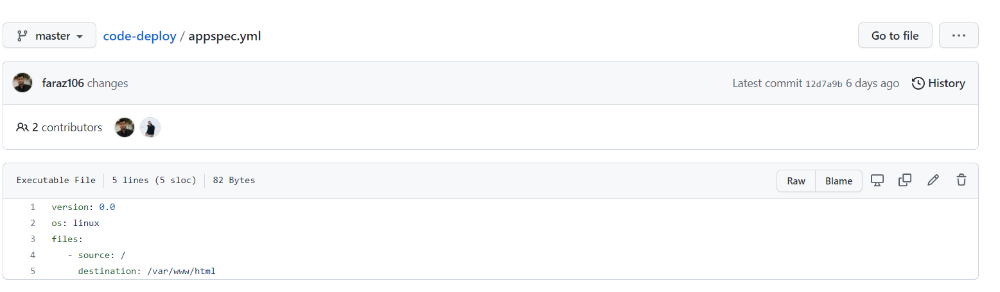 master code-deploy / appspec.yml Go to file ...
faraz106 changes Latest commit 12d7a9b 6 days ago History
2 contributors
Executable File 5 lines (5 sloc) 82 Bytes Raw Blame
1 version: 0.0
2 os: linux
3 files:
4 - source: /
5 destination: /var/www/html